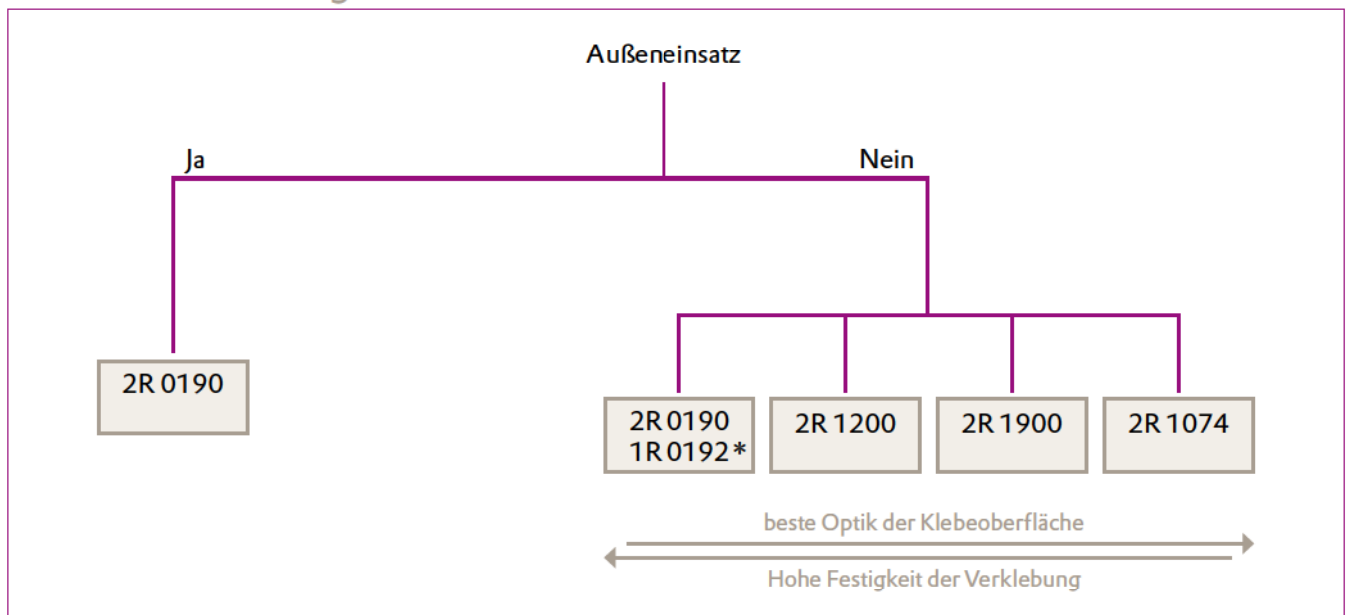 Außeneinsatz
Ja
Nein
2R 0190
2R 0190
1R 0192*
2R 1200
2R 1900
2R 1074
beste Optik der Klebeoberfläche
Hohe Festigkeit der Verklebung